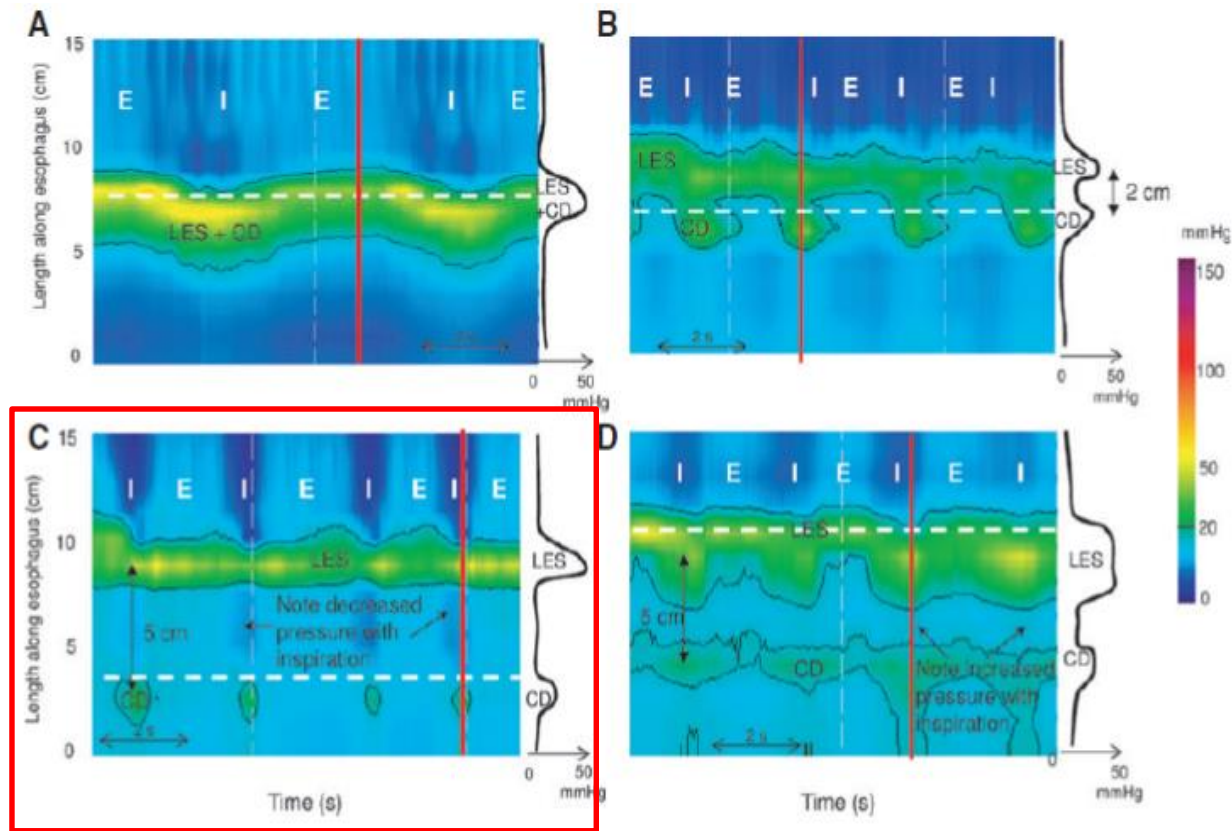 A
15
10
5
0
Length along esophagus (cm)
E I E I E
LES + CD
2 s
LES
+CD
0 50
mmHg
B
E I E I E I E I
LES
CD
2 s
LES
CD
2 cm
0 50
mmHg
mmHg
150
100
50
20
0
C
15
10
5
0
Length along esophagus (cm)
I E I E I E I E
LES
5 cm
Note decreased
pressure with
inspiration
CD
2 s
LES
CD
0 50
mmHg
Time (s)
D
I E I E I E I
LES
5 cm
CD
Note increased
pressure with
inspiration
2 s
LES
CD
0
50
mmHg
Time (s)